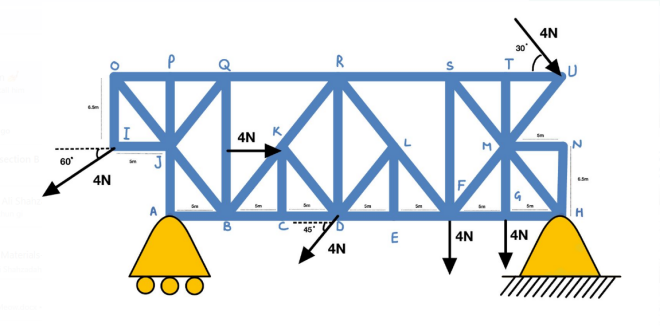 4N
30°
O P Q R S T U
6.5m
I
4N
K
5m
60°
J
5m
L
M
N
4N
F
G
6.5m
A
5m
5m
5m
5m
5m
5m
5m
H
B
C
45°
D
4N
E
4N
4N